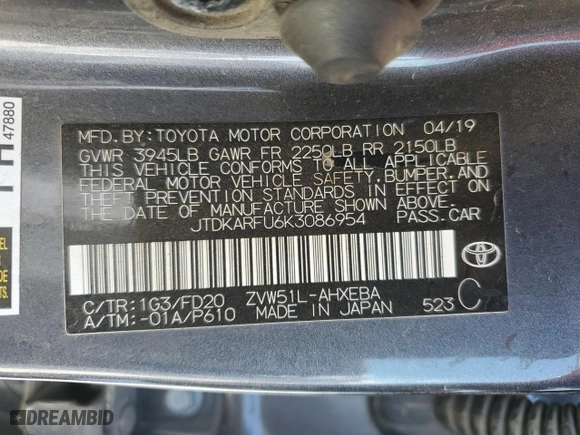 47880
MFD.BY:TOYOTA MOTOR CORPORATION 04/19
GVWR 3945LB GAWR FR 2250LB RR 2150LB
THIS VEHICLE CONFORMS TO ALL APPLICABLE
FEDERAL MOTOR VEHICLE SAFETY,BUMPER,AND
THEFT PREVENTION STANDARDS IN EFFECT ON
THE DATE OF MANUFACTURE SHOWN ABOVE.
JTDKARFU6K3086954 PASS.CAR
C/TR:1G3/FD20 ZVW51L-AHXEBA
A/TM:-01A/P610 MADE IN JAPAN 523 C
TOYOTA
DREAMBID